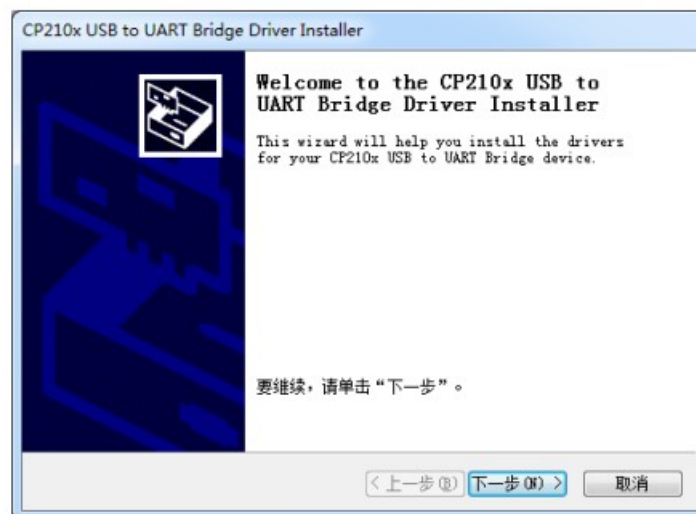 CP210x USB to UART Bridge Driver Installer
Welcome to the CP210x USB to
UART Bridge Driver Installer
This wizard will help you install the drivers
for your CP210x USB to UART Bridge device.
要继续，请单击“下一步”。
< 上一步(B)
下一步(N) >
取消